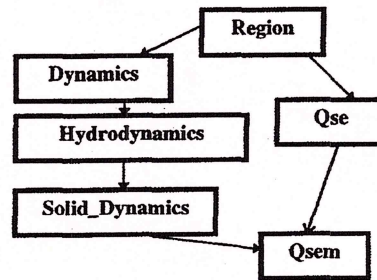 Region
Dynamics
Hydrodynamics
Qse
Solid_Dynamics
Qsem